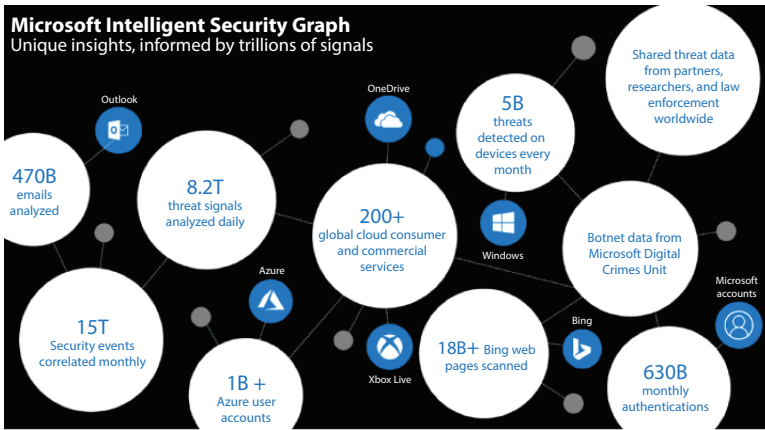 Microsoft Intelligent Security Graph
Unique insights, informed by trillions of signals
Outlook
470B
emails
analyzed
8.2T
threat signals
analyzed daily
OneDrive
200+
global cloud consumer
and commercial
services
5B
threats
detected on
devices every
month
Windows
Shared threat data
from partners,
researchers, and law
enforcement
worldwide
Botnet data from
Microsoft Digital
Crimes Unit
15T
Security events
correlated monthly
Azure
1B +
Azure user
accounts
Xbox Live
18B+ Bing web
pages scanned
Bing
Microsoft
accounts
630B
monthly
authentications